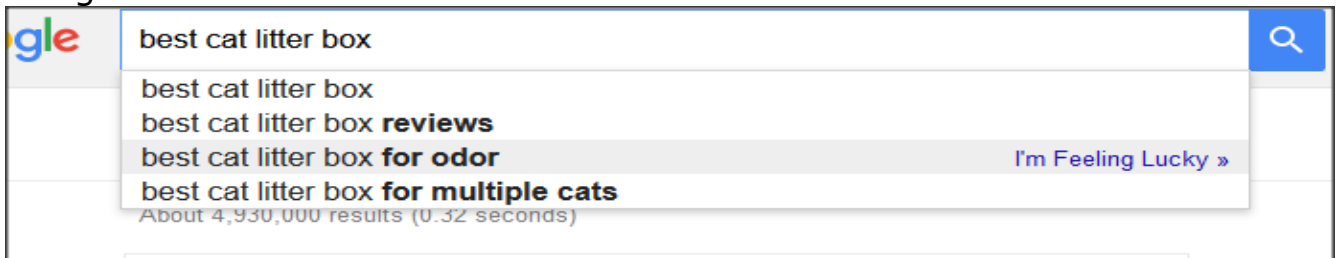 gle
best cat litter box
best cat litter box
best cat litter box reviews
best cat litter box for odor I'm Feeling Lucky »
best cat litter box for multiple cats
About 4,930,000 results (0.32 seconds)